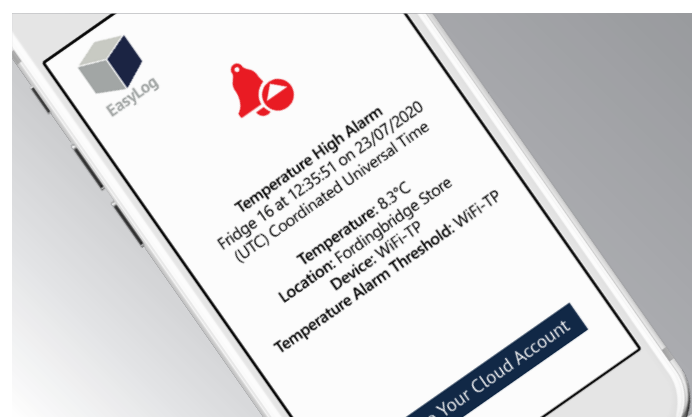 EasyLog
Temperature High Alarm
Fridge 16 at 12:35:51 on 23/07/2020
(UTC) Coordinated Universal Time
Temperature: 8.3°C
Location: Fordingbridge Store
Device: WiFi-TP
Temperature Alarm Threshold: WiFi-TP
Your Cloud Account